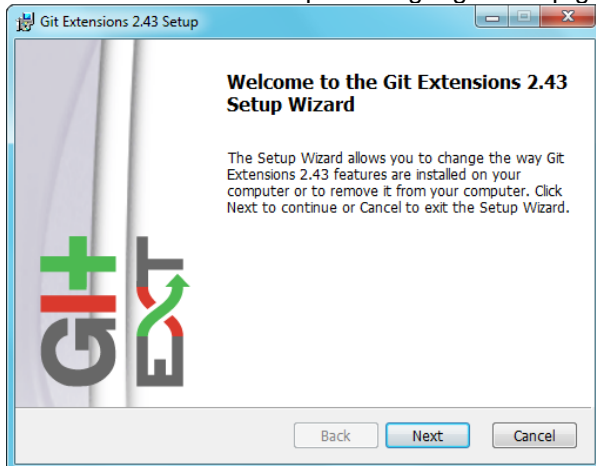 Git Extensions 2.43 Setup
Welcome to the Git Extensions 2.43
Setup Wizard
The Setup Wizard allows you to change the way Git
Extensions 2.43 features are installed on your
computer or to remove it from your computer. Click
Next to continue or Cancel to exit the Setup Wizard.
GIt
EXT
Back Next Cancel